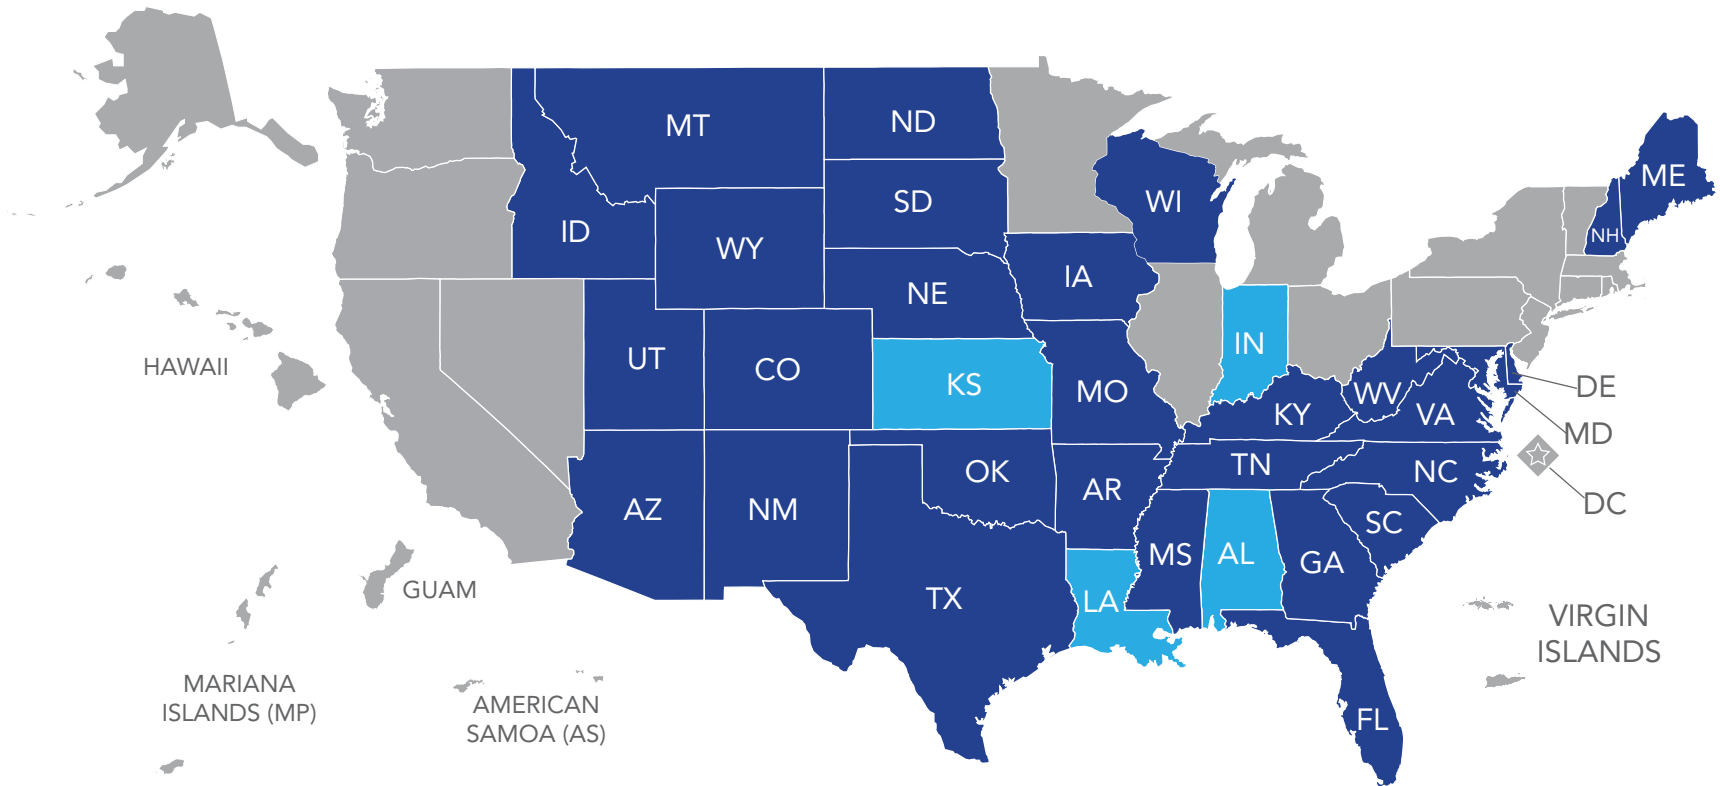 MT
ND
ME
SD
WI
ID
NH
WY
IA
NE
IN
UT
CO
KS
MO
HAWAII
WV
DE
KY
VA
MD
TN
NC
OK
AR
AZ
NM
DC
SC
MS
AL
GA
GUAM
TX
LA
VIRGIN
ISLANDS
MARIANA
ISLANDS (MP)
AMERICAN
SAMOA (AS)
FL